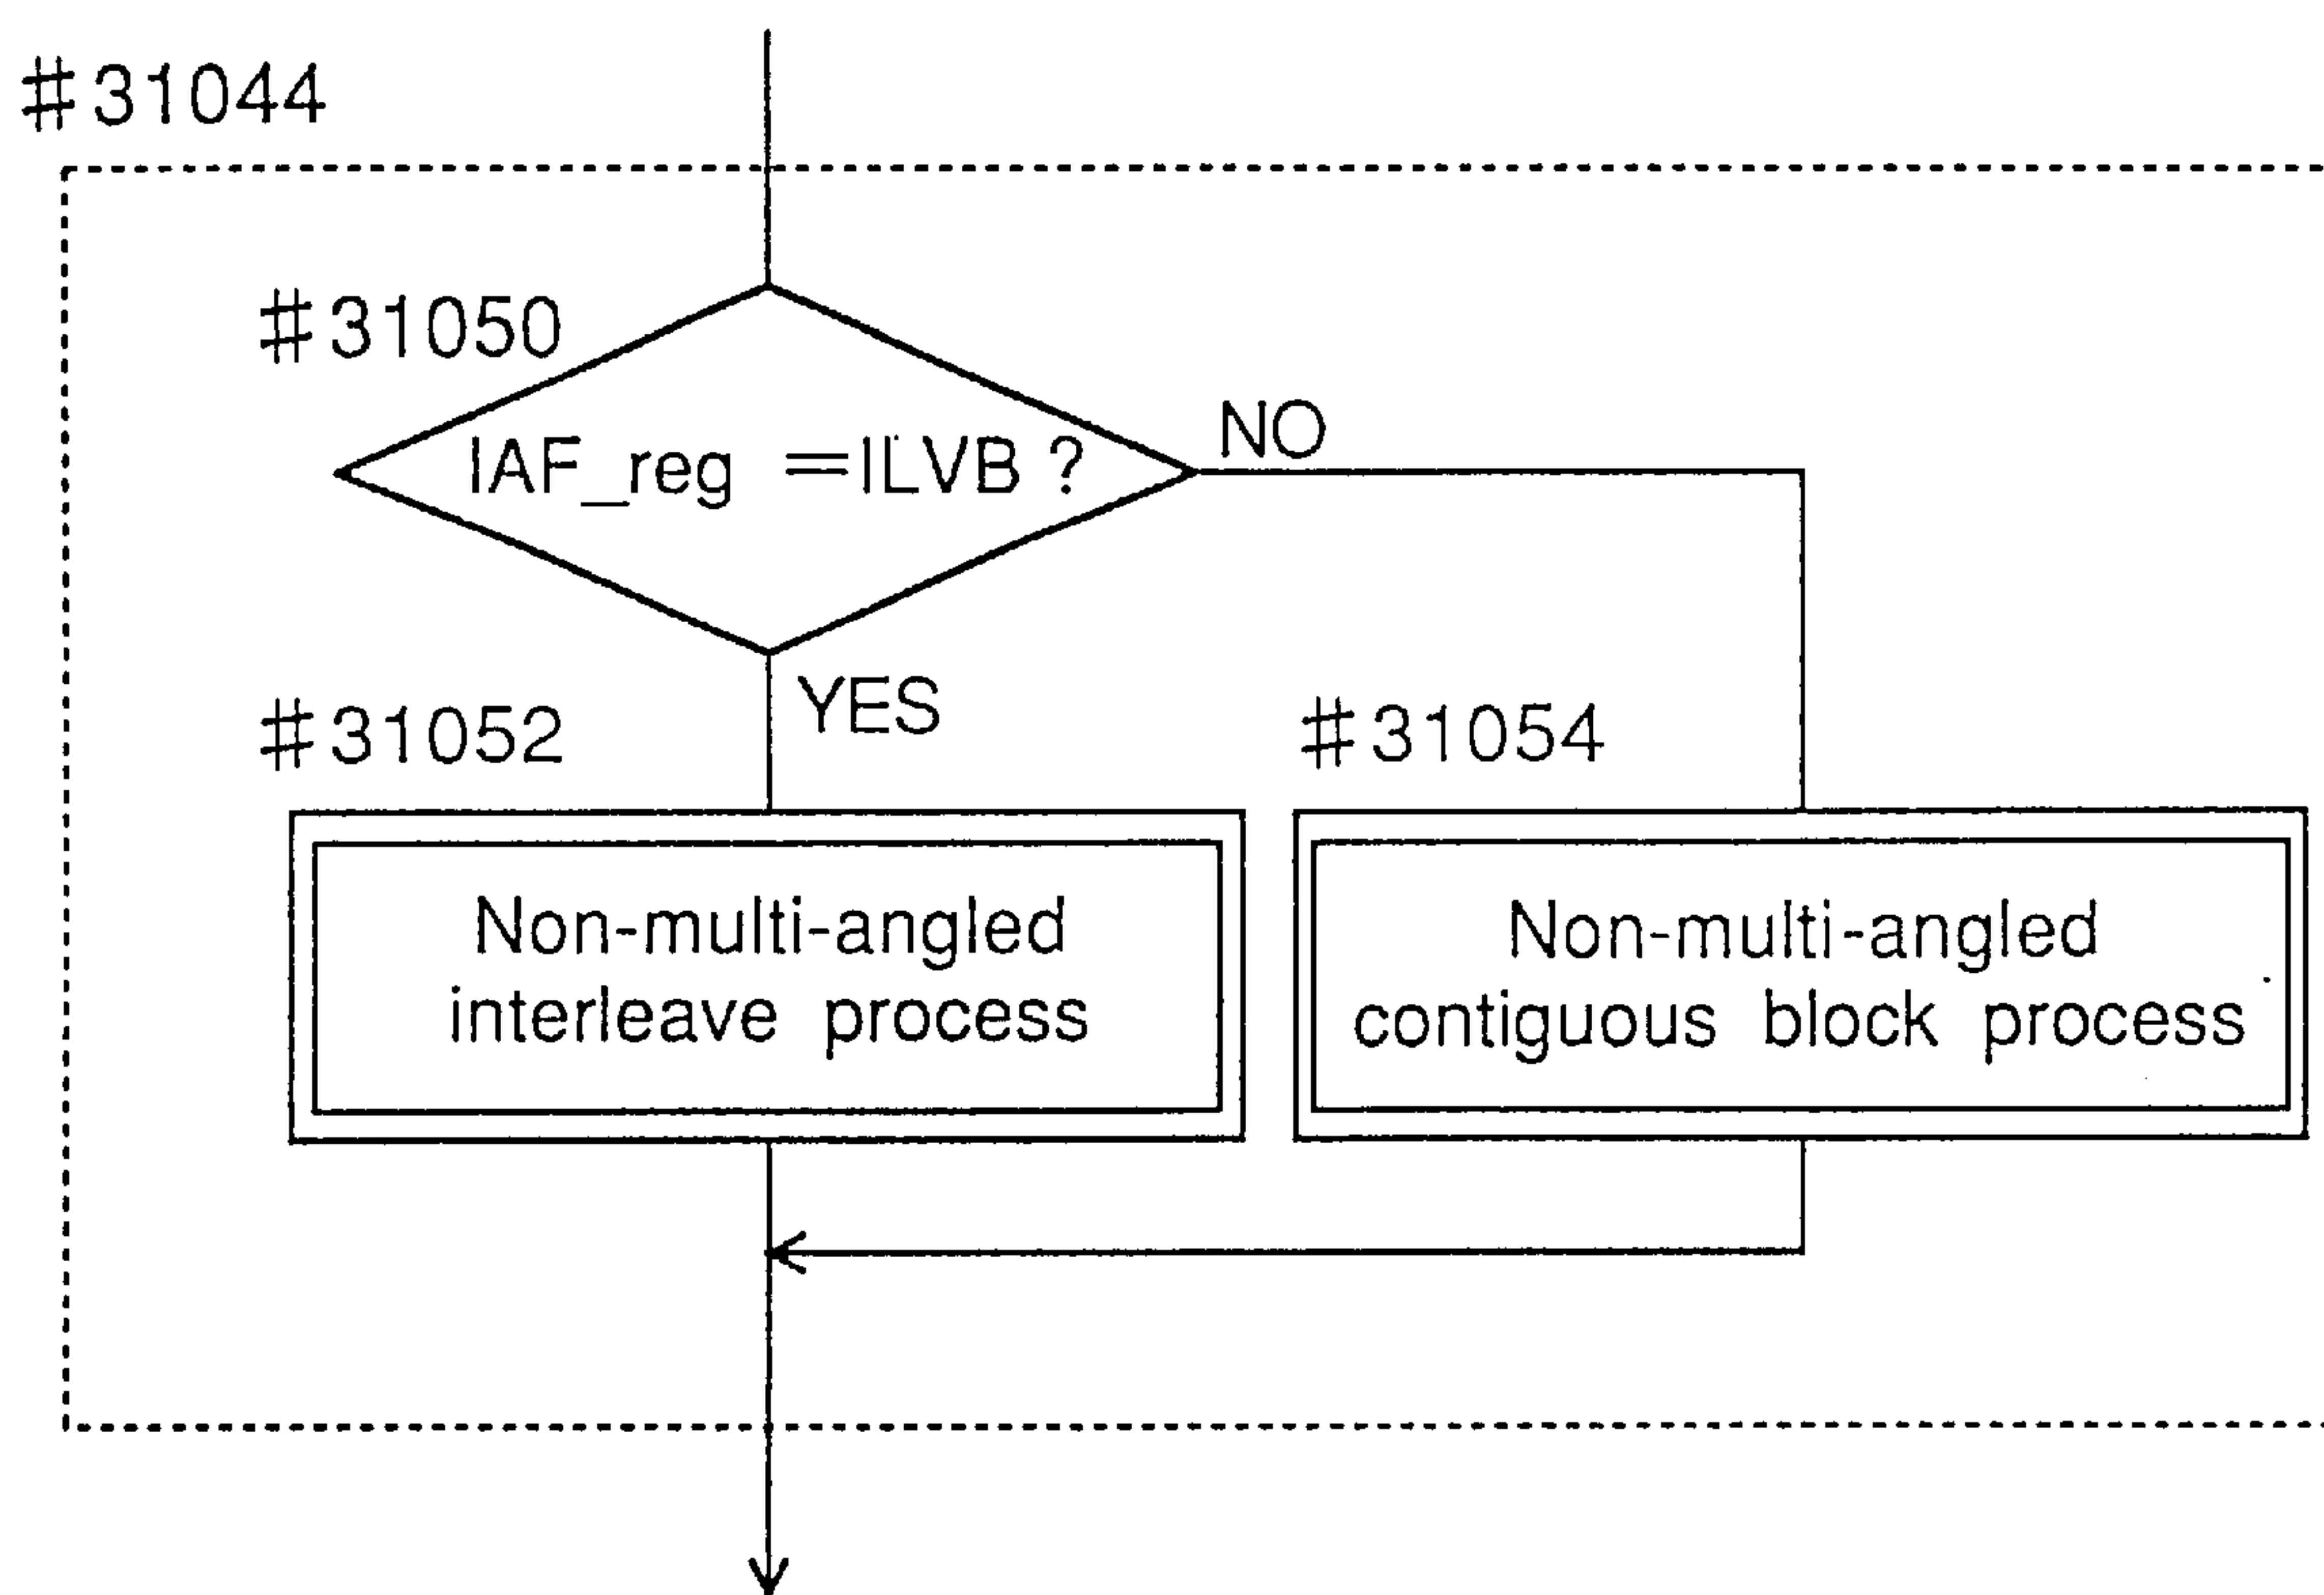 #31044
#31050
IAF_reg =ILVB ?
NO
YES
#31052
#31054
Non-multi-angled
interleave process
Non-multi-angled
contiguous block process